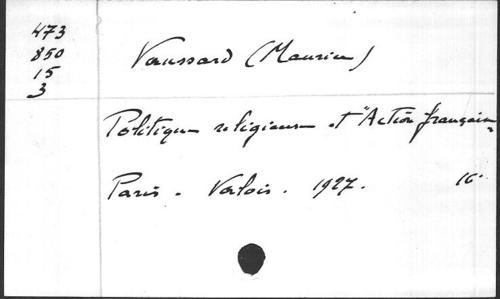 473
850
15
3
Vaussard (Maurice)
Politique religieuse et "Action française"
Paris. Valois. 1927. 16°